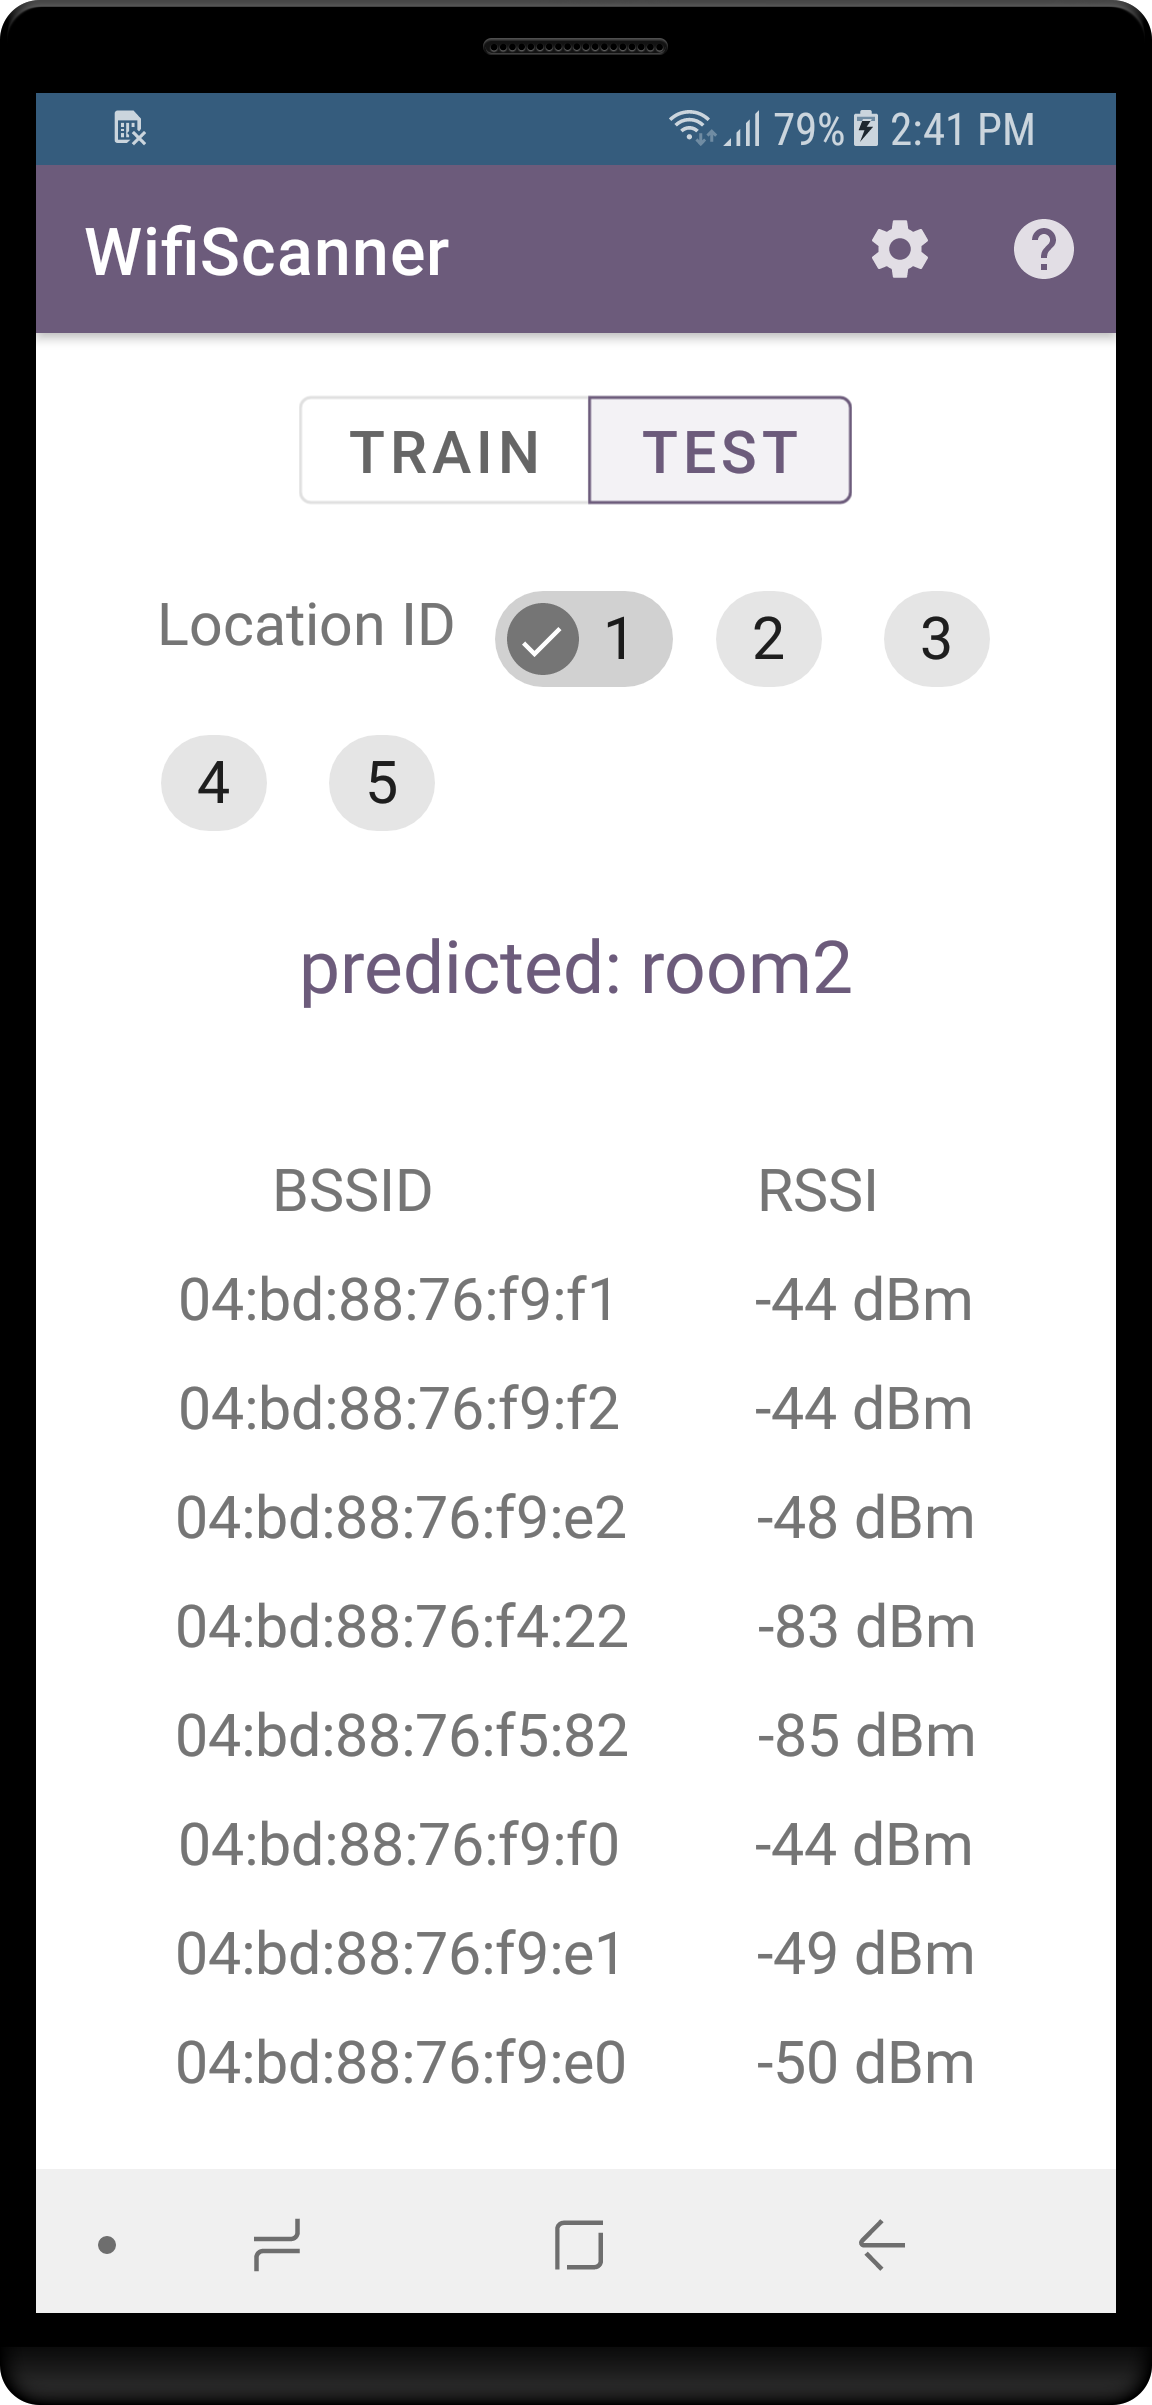 79% 2:41 PM
WifiScanner
TRAIN TEST
Location ID 1 2 3
4 5
predicted: room2
BSSID RSSI
04:bd:88:76:f9:f1 -44 dBm
04:bd:88:76:f9:f2 -44 dBm
04:bd:88:76:f9:e2 -48 dBm
04:bd:88:76:f4:22 -83 dBm
04:bd:88:76:f5:82 -85 dBm
04:bd:88:76:f9:f0 -44 dBm
04:bd:88:76:f9:e1 -49 dBm
04:bd:88:76:f9:e0 -50 dBm